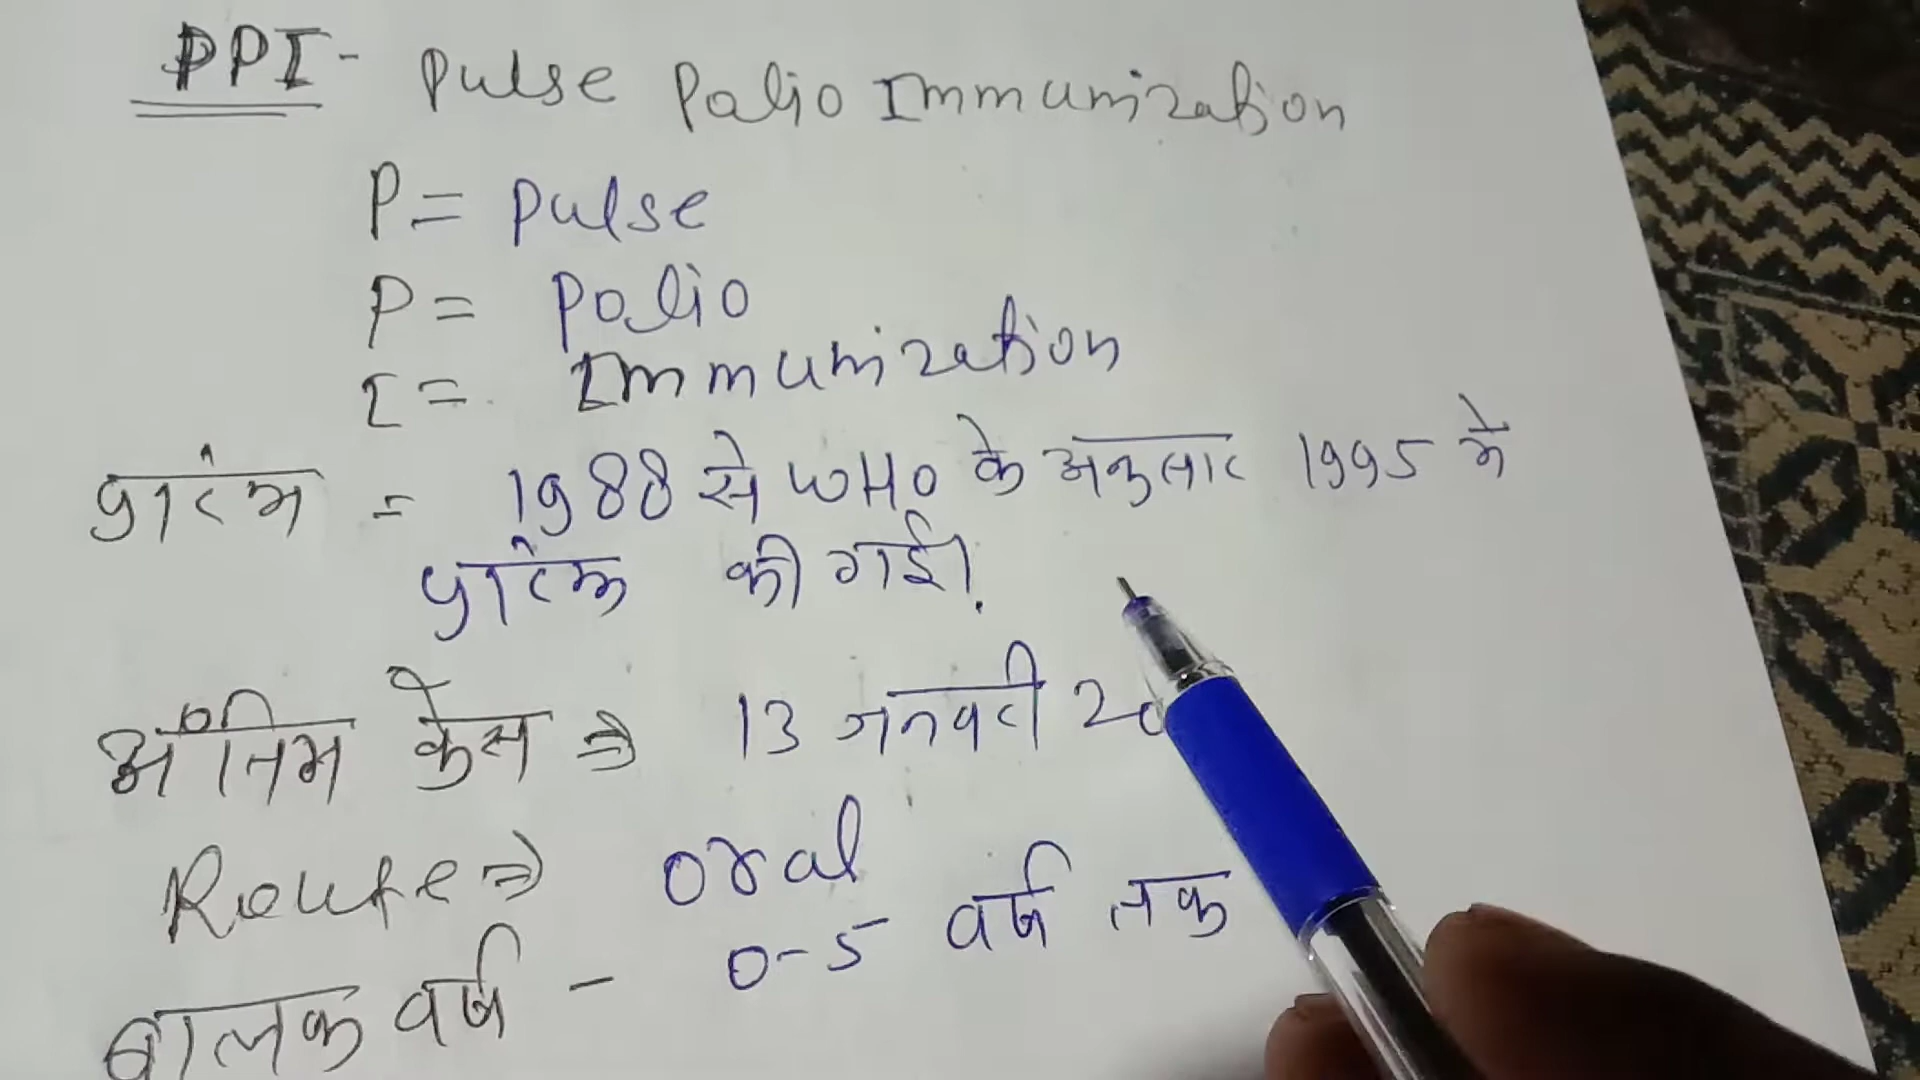 PPI - Pulse Polio Immunization
P = Pulse
P = Polio
I = Immunization
प्रारंभ = 1988 से WHO के अनुसार 1995 मे
प्रारंभ की गई।
अंतिम केस ⇒ 13 जनवरी 20
Route ⇒ oral
बालक वर्ष - 0-5 वर्ष तक